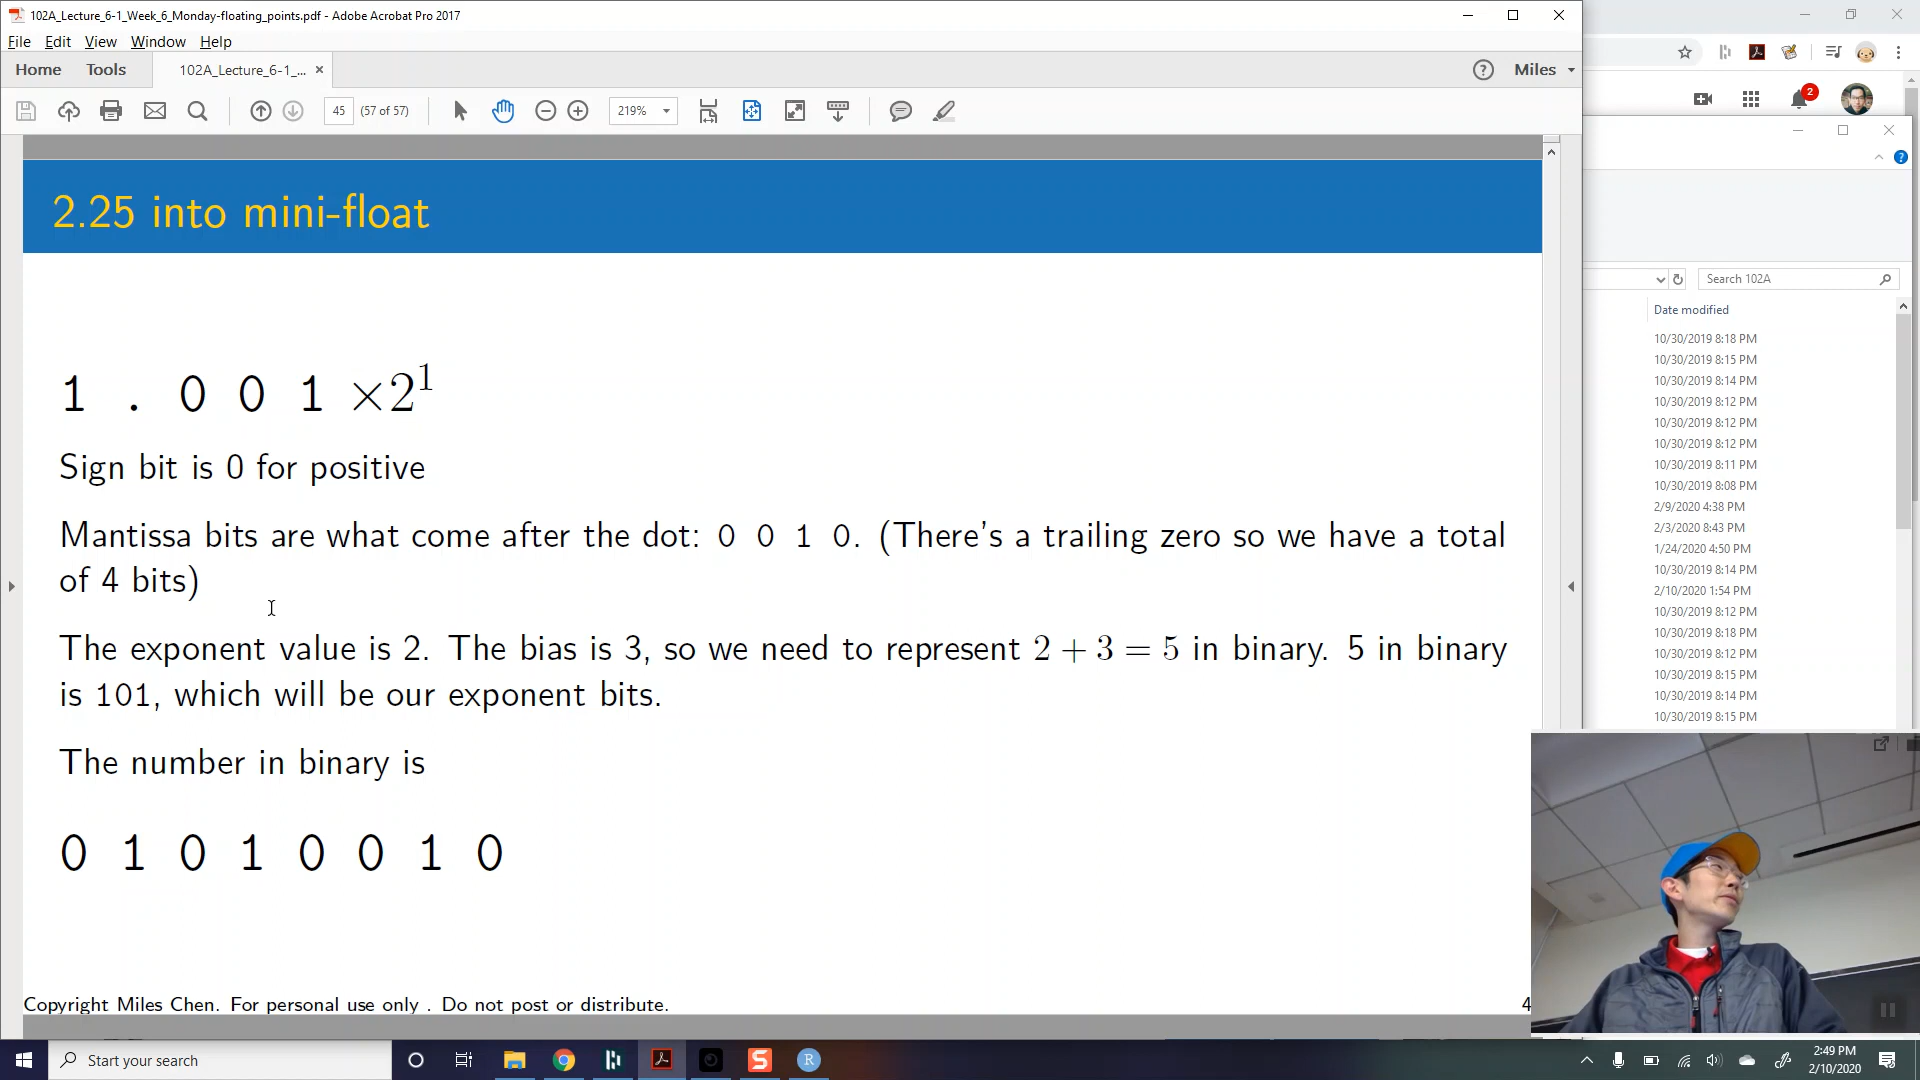 102A_Lecture_6-1_Week_6_Monday-floating_points.pdf - Adobe Acrobat Pro 2017
File Edit View Window Help
Home Tools 102A_Lecture_6-1_... × Miles
45 (57 of 57) 219%
2
2.25 into mini-float
1 . 0 0 1 ×2¹
Sign bit is 0 for positive
Mantissa bits are what come after the dot: 0 0 1 0. (There's a trailing zero so we have a total
of 4 bits)
The exponent value is 2. The bias is 3, so we need to represent 2 + 3 = 5 in binary. 5 in binary
is 101, which will be our exponent bits.
The number in binary is
0 1 0 1 0 0 1 0
Copyright Miles Chen. For personal use only . Do not post or distribute.
4
Search 102A
Date modified
10/30/2019 8:18 PM
10/30/2019 8:15 PM
10/30/2019 8:14 PM
10/30/2019 8:12 PM
10/30/2019 8:12 PM
10/30/2019 8:12 PM
10/30/2019 8:11 PM
10/30/2019 8:08 PM
2/9/2020 4:38 PM
2/3/2020 8:43 PM
1/24/2020 4:50 PM
10/30/2019 8:14 PM
2/10/2020 1:54 PM
10/30/2019 8:12 PM
10/30/2019 8:18 PM
10/30/2019 8:12 PM
10/30/2019 8:15 PM
10/30/2019 8:14 PM
10/30/2019 8:15 PM
Start your search
S
R
2:49 PM
2/10/2020